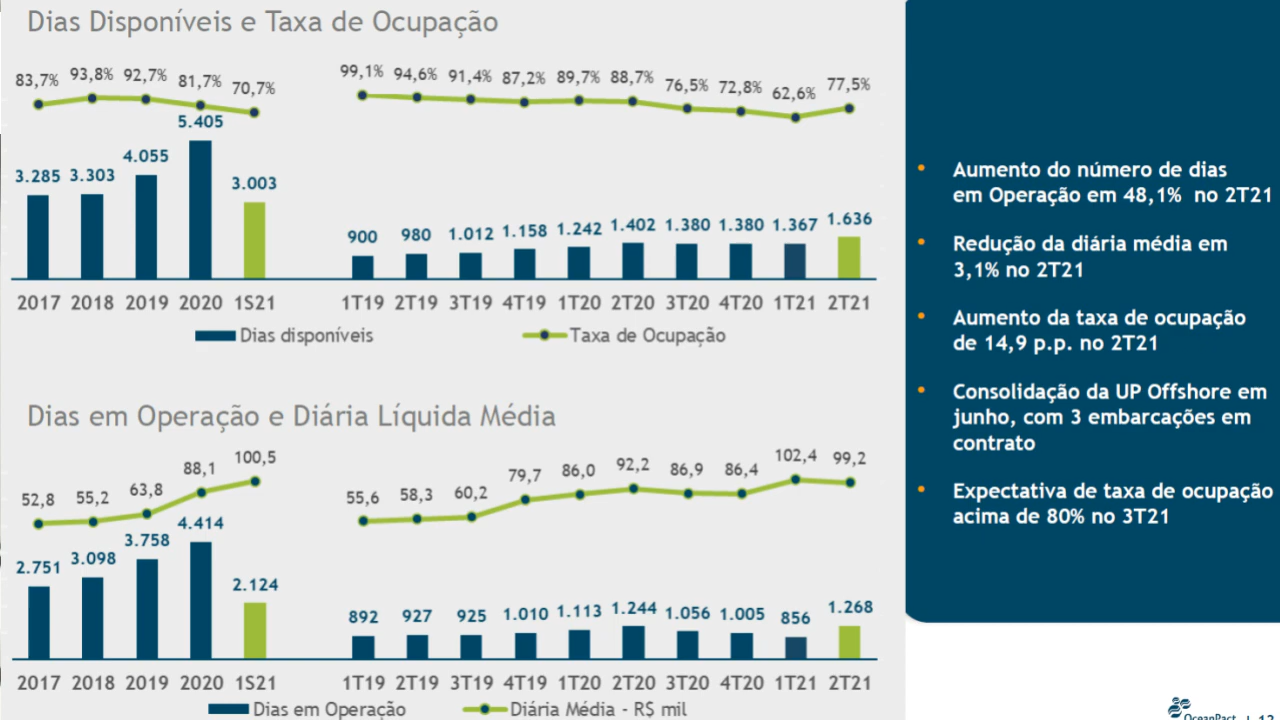 Dias Disponíveis e Taxa de Ocupação
83,7% 93,8% 92,7% 81,7% 70,7%
99,1% 94,6% 91,4% 87,2% 89,7% 88,7% 76,5% 72,8% 62,6% 77,5%
3.285 3.303 4.055 5.405 3.003
900 980 1.012 1.158 1.242 1.402 1.380 1.380 1.367 1.636
2017 2018 2019 2020 1S21
1T19 2T19 3T19 4T19 1T20 2T20 3T20 4T20 1T21 2T21
Dias disponíveis
Taxa de Ocupação
Dias em Operação e Diária Líquida Média
52,8 55,2 63,8 88,1 100,5
55,6 58,3 60,2 79,7 86,0 92,2 86,9 86,4 102,4 99,2
2.751 3.098 3.758 4.414 2.124
892 927 925 1.010 1.113 1.244 1.056 1.005 856 1.268
2017 2018 2019 2020 1S21
1T19 2T19 3T19 4T19 1T20 2T20 3T20 4T20 1T21 2T21
Dias em Operação
Diária Média - R$ mil
• Aumento do número de dias
em Operação em 48,1% no 2T21
• Redução da diária média em
3,1% no 2T21
• Aumento da taxa de ocupação
de 14,9 p.p. no 2T21
• Consolidação da UP Offshore em
junho, com 3 embarcações em
contrato
• Expectativa de taxa de ocupação
acima de 80% no 3T21
OceanPact